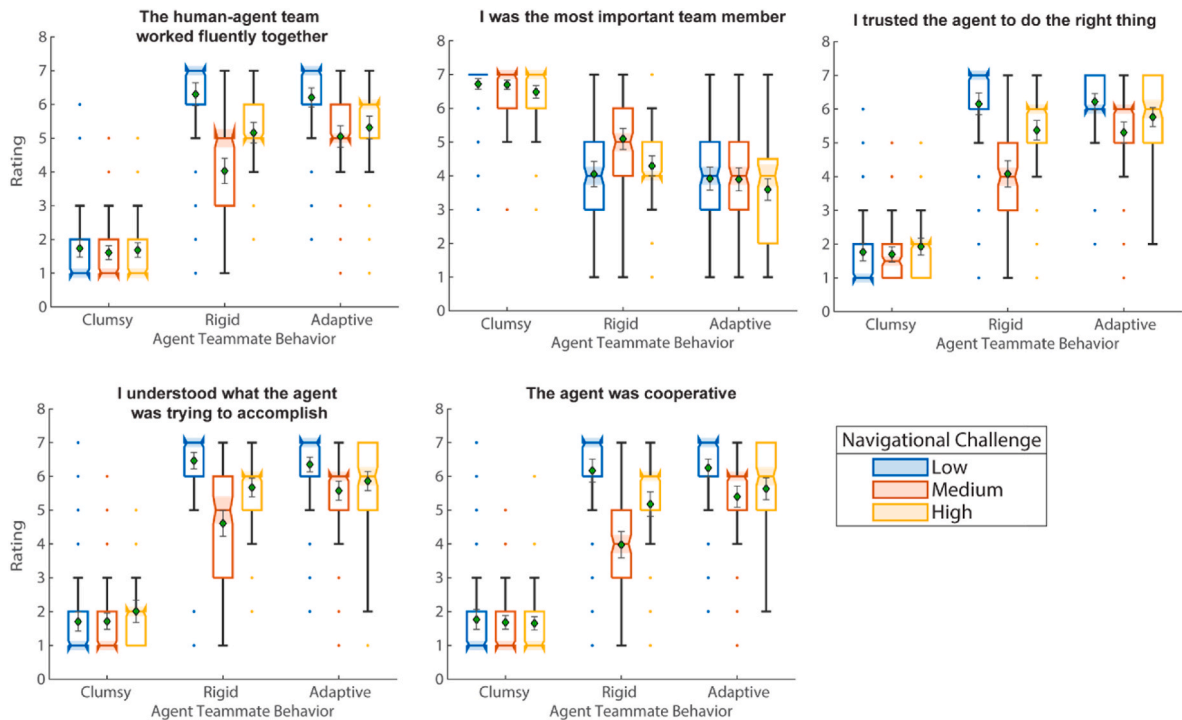 The human-agent team
worked fluently together
8
7
6
5
4
3
2
1
0
Rating
Clumsy Rigid Adaptive
Agent Teammate Behavior
I was the most important team member
8
7
6
5
4
3
2
1
0
Clumsy Rigid Adaptive
Agent Teammate Behavior
I trusted the agent to do the right thing
8
7
6
5
4
3
2
1
0
Clumsy Rigid Adaptive
Agent Teammate Behavior
I understood what the agent
was trying to accomplish
8
7
6
5
4
3
2
1
0
Rating
Clumsy Rigid Adaptive
Agent Teammate Behavior
The agent was cooperative
8
7
6
5
4
3
2
1
0
Clumsy Rigid Adaptive
Agent Teammate Behavior
Navigational Challenge
Low
Medium
High